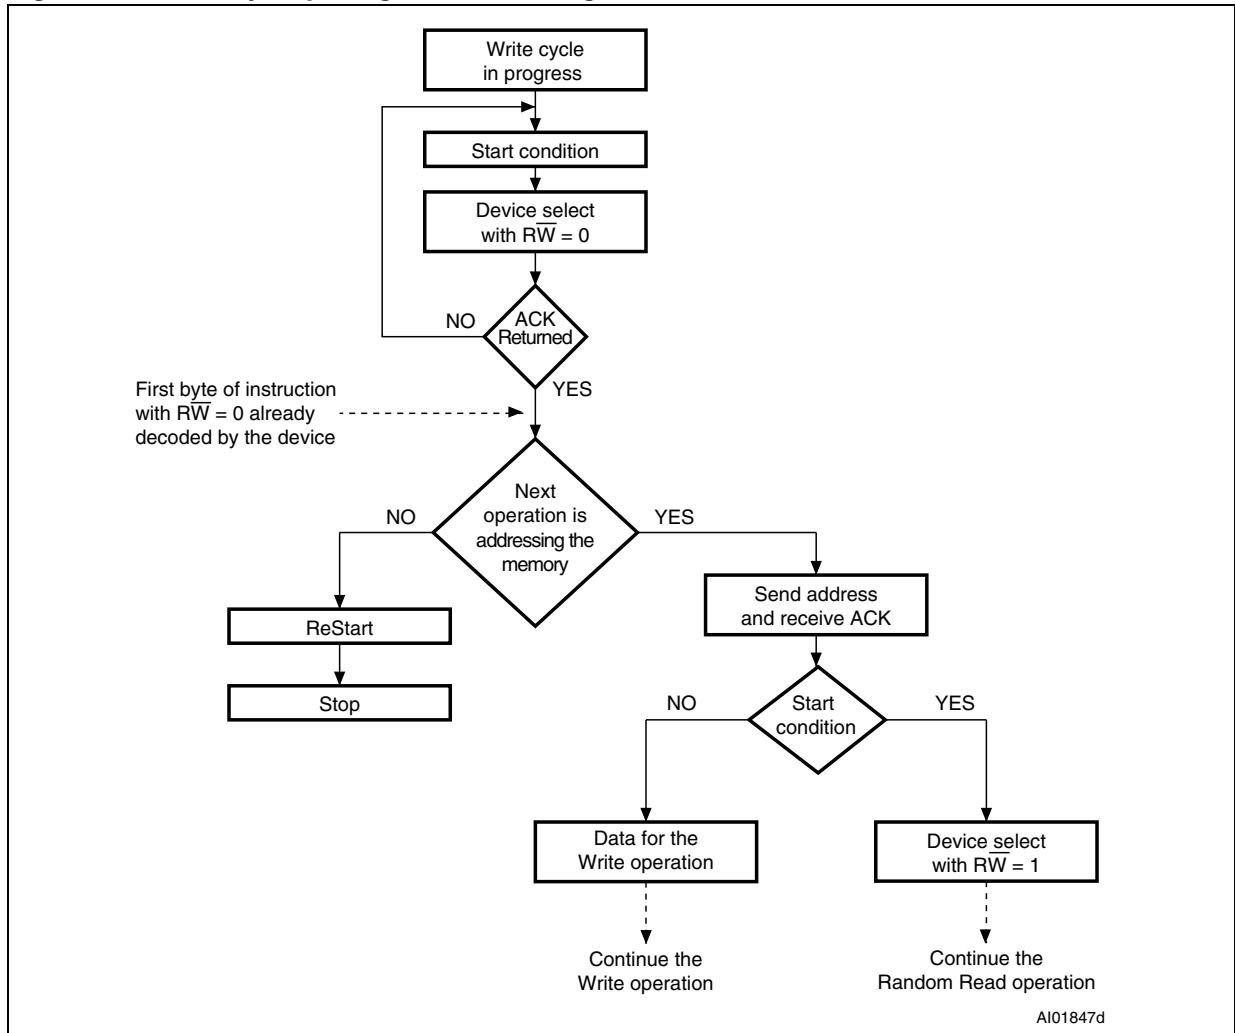 Write cycle
in progress
Start condition
Device select
with RW̅ = 0
ACK
Returned
NO
YES
First byte of instruction
with RW̅ = 0 already
decoded by the device
Next
operation is
addressing the
memory
NO
YES
ReStart
Stop
Send address
and receive ACK
Start
condition
NO
YES
Data for the
Write operation
Device select
with RW̅ = 1
Continue the
Write operation
Continue the
Random Read operation
AI01847d